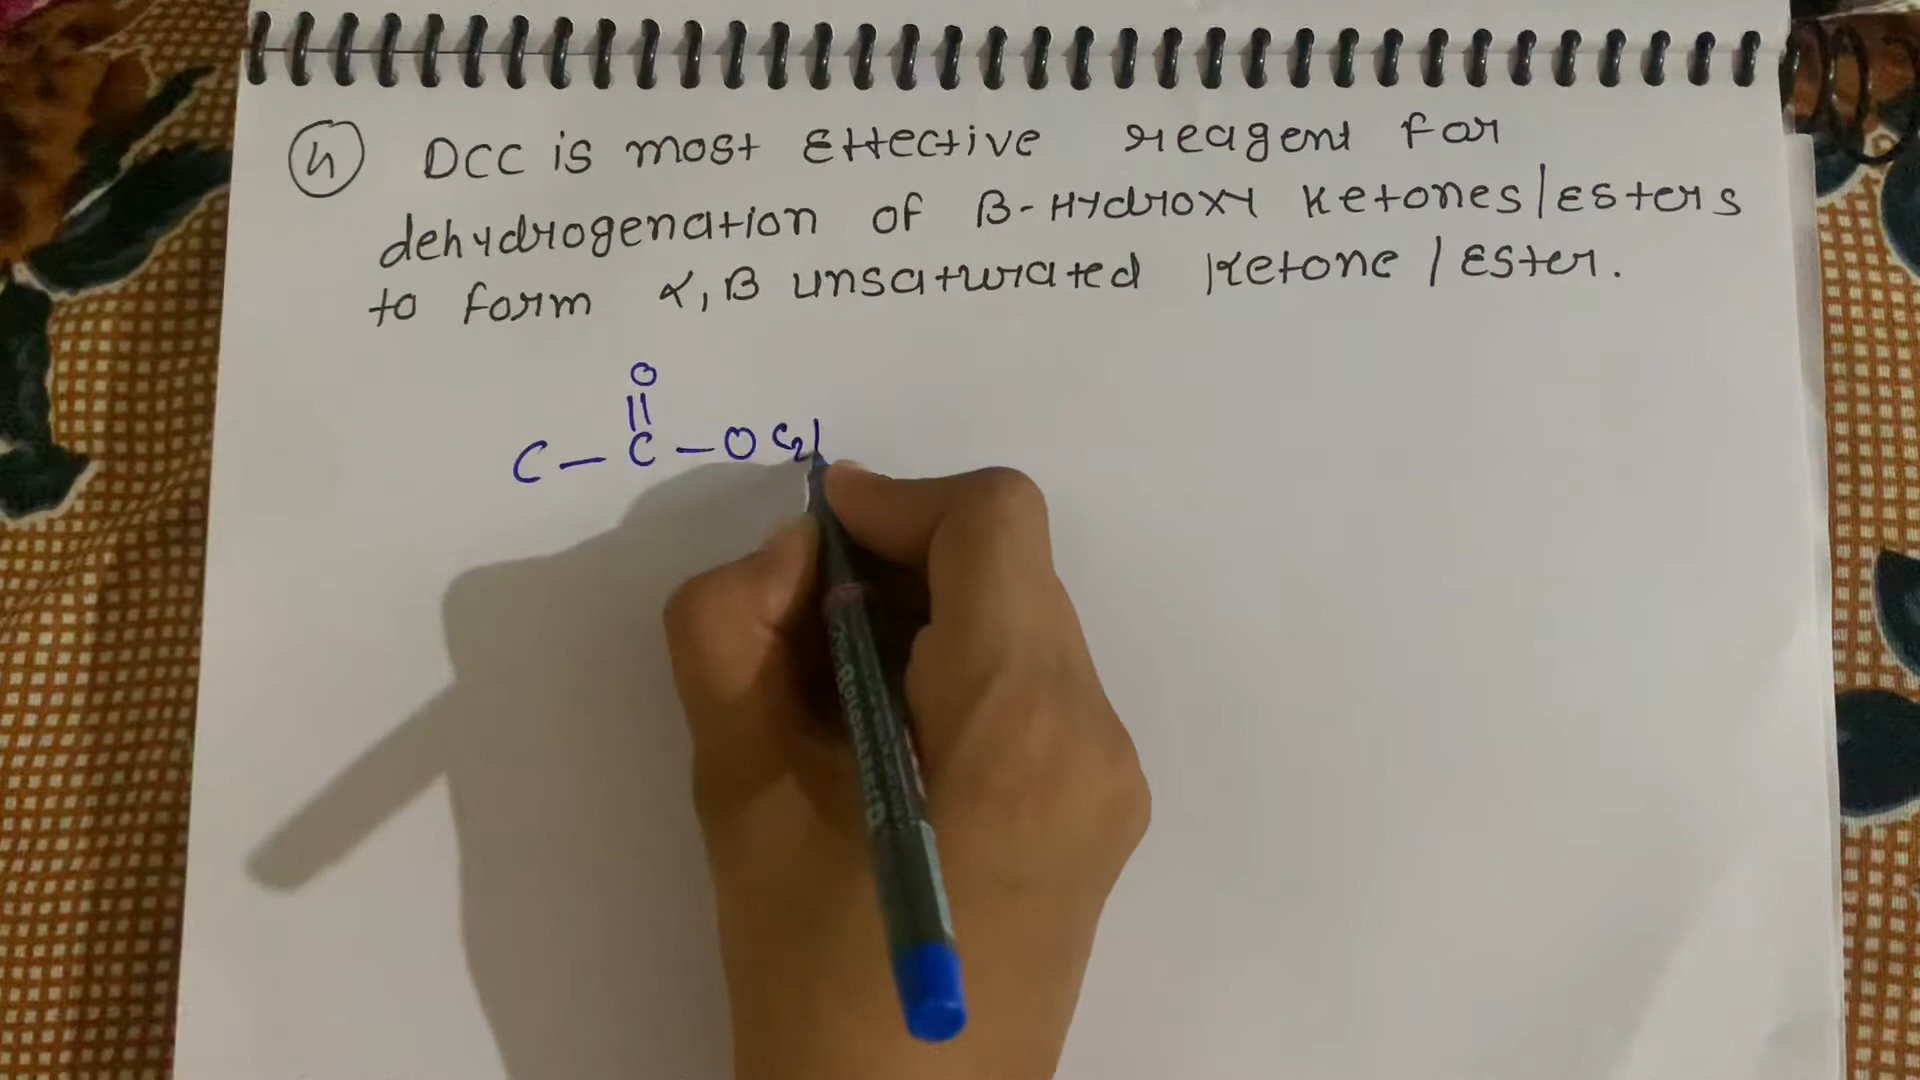 4 DCC is most Effective reagent for
dehydrogenation of β-Hydroxy Ketones/Esters
to form α, β unsaturated Ketone / Ester.
O
||
C – C – O C2